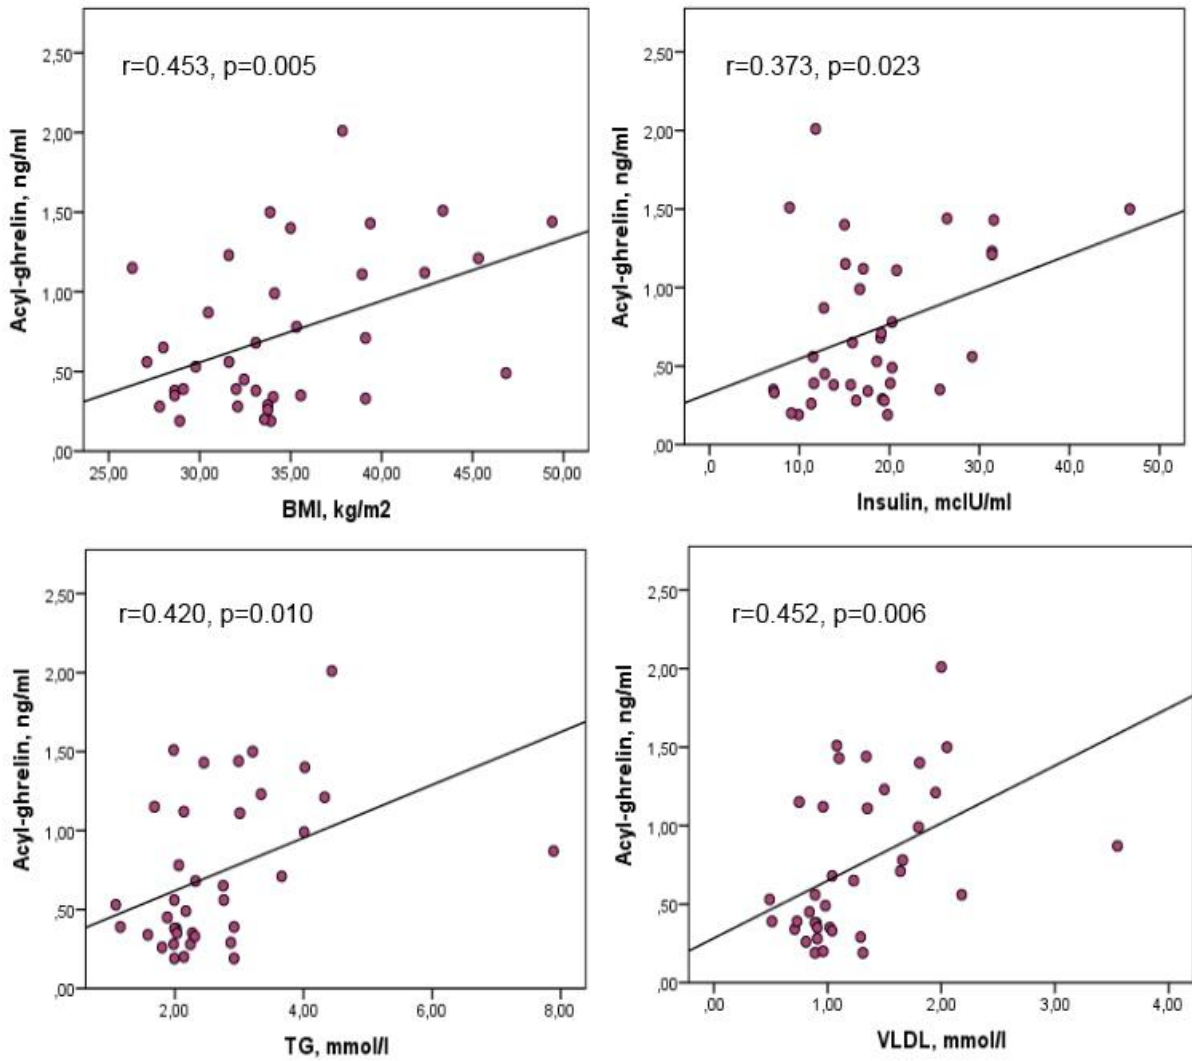 r=0.453, p=0.005
2,50
2,00
1,50
1,00
,50
,00
Acyl-ghrelin, ng/ml
25,00 30,00 35,00 40,00 45,00 50,00
BMI, kg/m2
r=0.373, p=0.023
2,50
2,00
1,50
1,00
,50
,00
Acyl-ghrelin, ng/ml
,0 10,0 20,0 30,0 40,0 50,0
Insulin, mcIU/ml
r=0.420, p=0.010
2,50
2,00
1,50
1,00
,50
,00
Acyl-ghrelin, ng/ml
2,00 4,00 6,00 8,00
TG, mmol/l
r=0.452, p=0.006
2,50
2,00
1,50
1,00
,50
,00
Acyl-ghrelin, ng/ml
,00 1,00 2,00 3,00 4,00
VLDL, mmol/l